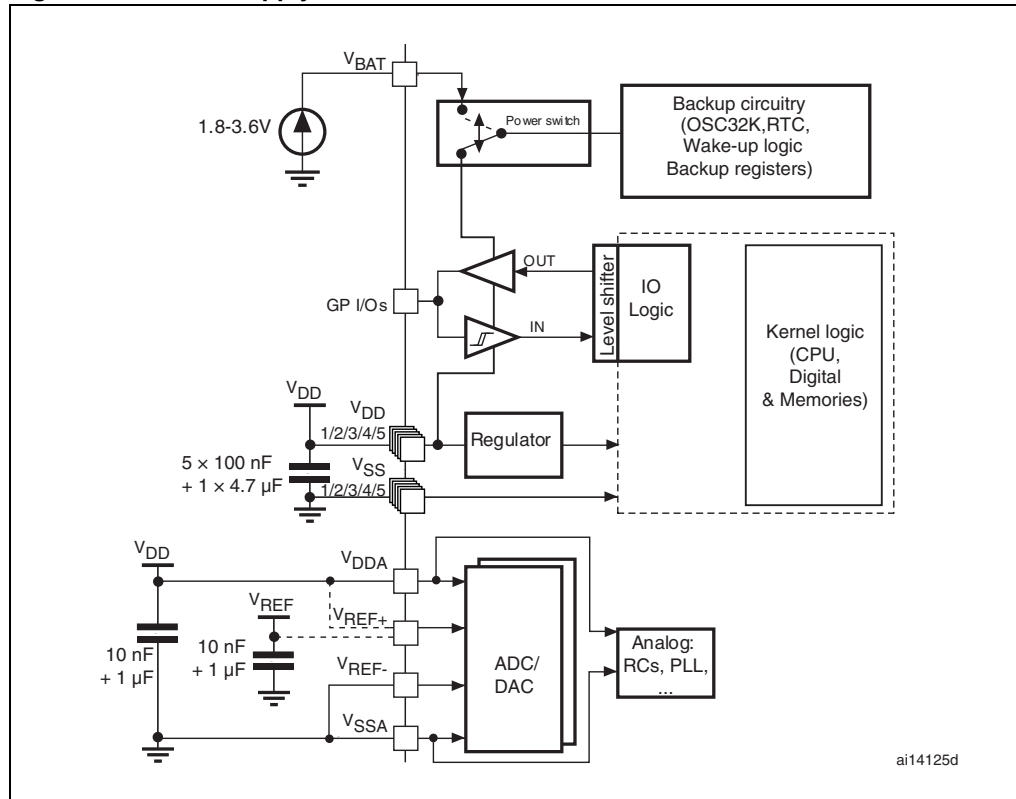 VBAT
1.8-3.6V
Power switch
Backup circuitry
(OSC32K,RTC,
Wake-up logic
Backup registers)
OUT
GP I/Os
IN
Level shifter
IO
Logic
Kernel logic
(CPU,
Digital
& Memories)
VDD
VDD
1/2/3/4/5
Regulator
5 × 100 nF
+ 1 × 4.7 µF
VSS
1/2/3/4/5
VDD
VDDA
VREF
VREF+
10 nF
+ 1 µF
10 nF
+ 1 µF
VREF-
ADC/
DAC
Analog:
RCs, PLL,
...
VSSA
ai14125d